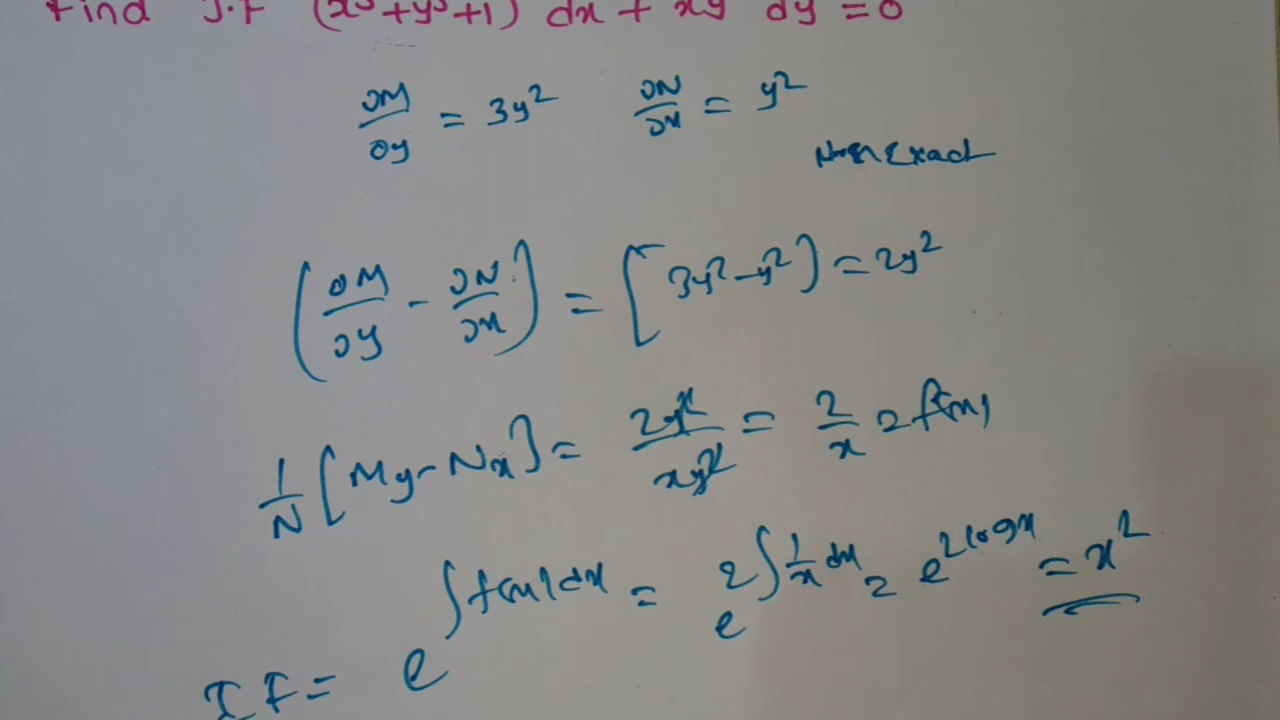 Find I.F (x³+y³+1) dx + xy² dy = 0
∂M/∂y = 3y² ∂N/∂x = y²
Non Exact
(∂M/∂y - ∂N/∂x) = [3y²-y²] = 2y²
1/N [My-Nx] = 2y²/xy² = 2/x = f(x)
IF = e^∫f(x)dx = e^2∫1/x dx = e^2logx = x²